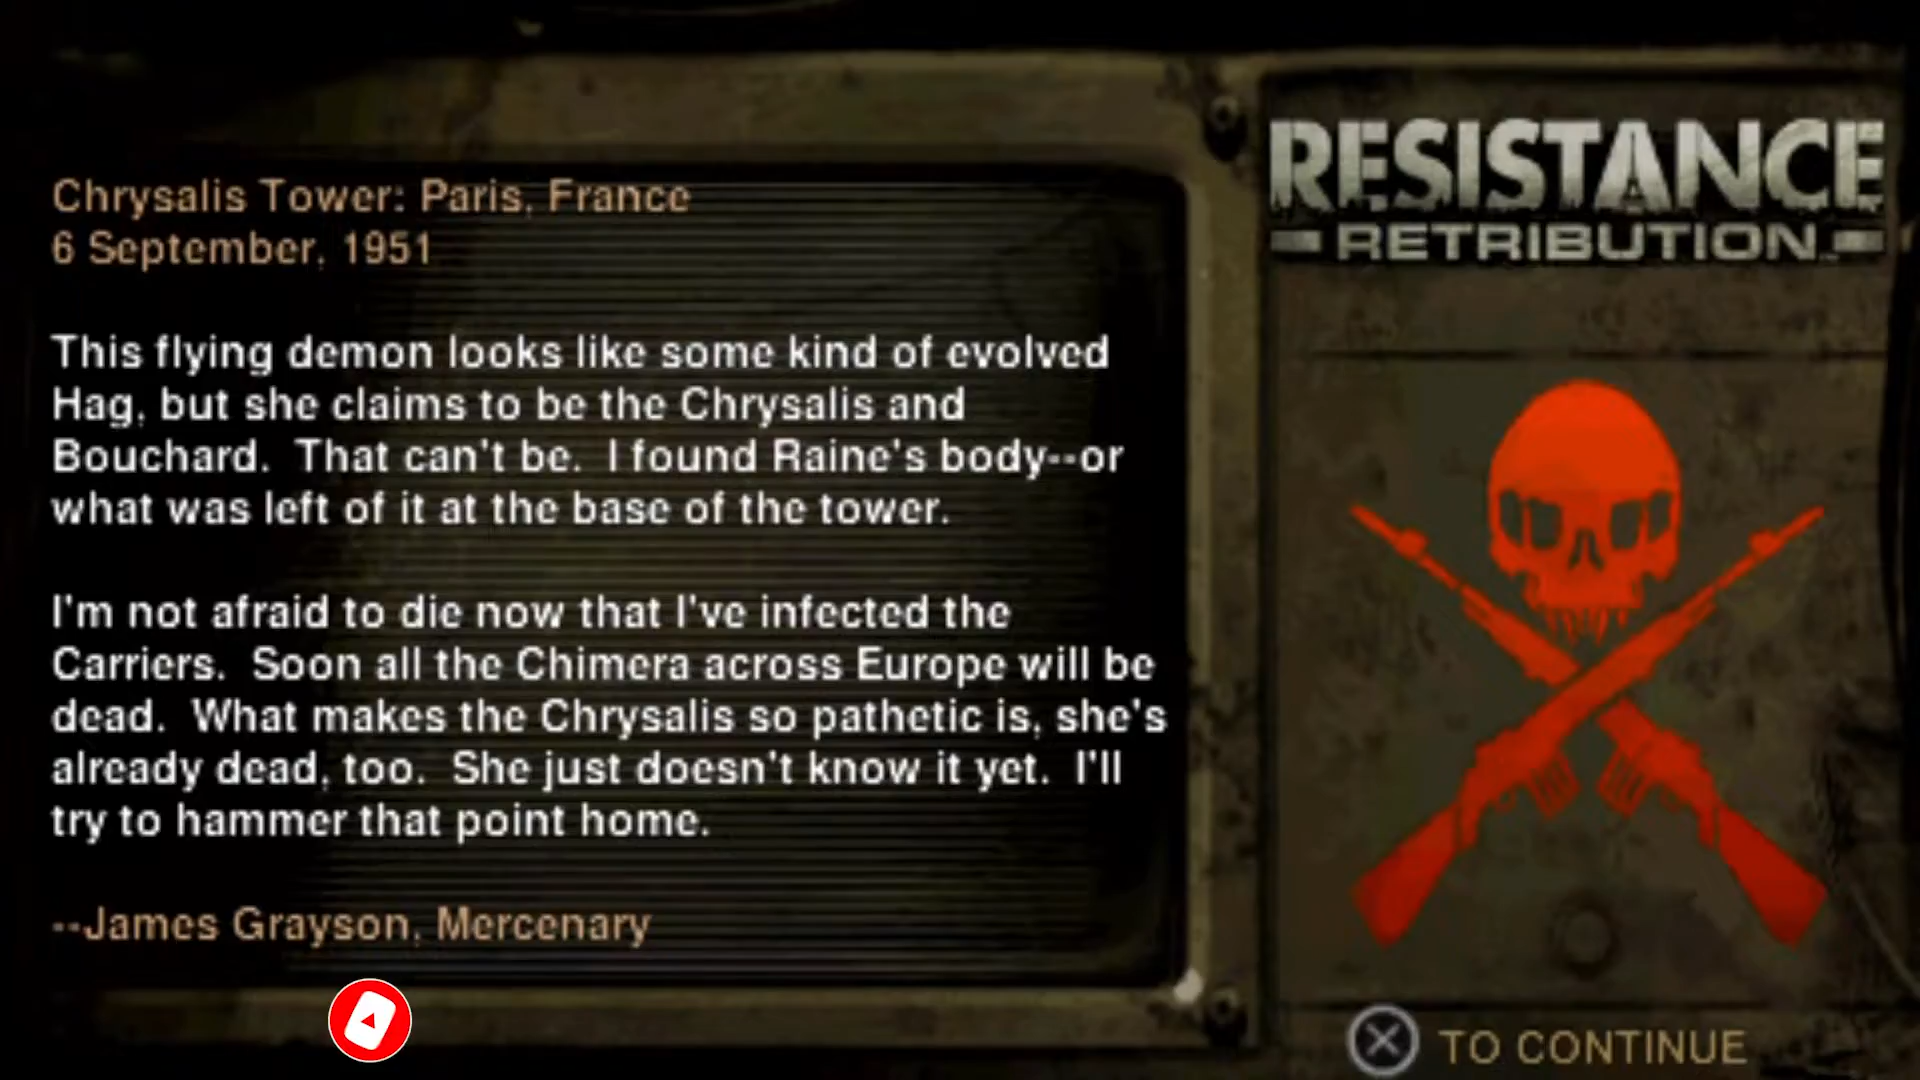 Chrysalis Tower: Paris, France
6 September, 1951
This flying demon looks like some kind of evolved
Hag, but she claims to be the Chrysalis and
Bouchard.  That can't be.  I found Raine's body--or
what was left of it at the base of the tower.
I'm not afraid to die now that I've infected the
Carriers.  Soon all the Chimera across Europe will be
dead.  What makes the Chrysalis so pathetic is, she's
already dead, too.  She just doesn't know it yet.  I'll
try to hammer that point home.
--James Grayson, Mercenary
RESISTANCE
RETRIBUTION™
TO CONTINUE